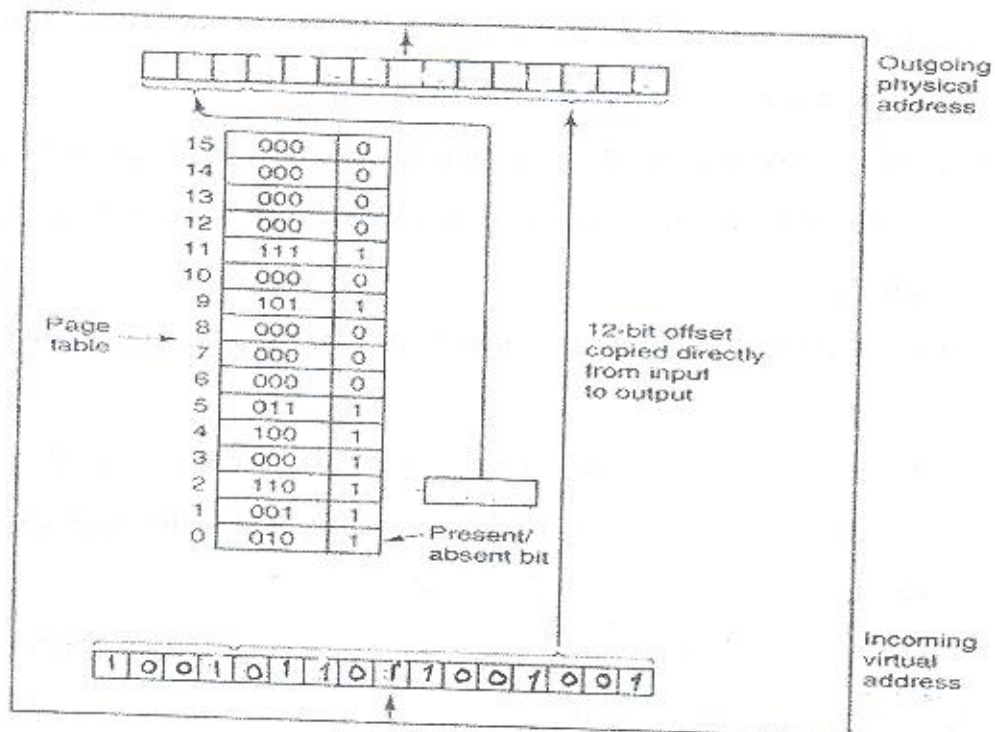 Outgoing
physical
address
15 000 0
14 000 0
13 000 0
12 000 0
11 111 1
10 000 0
9 101 1
8 000 0
7 000 0
6 000 0
5 011 1
4 100 1
3 000 1
2 110 1
1 001 1
0 010 1
Page
table
12-bit offset
copied directly
from input
to output
Present/
absent bit
1 0 0 1 0 1 1 0 1 1 0 0 1 0 0 1
Incoming
virtual
address